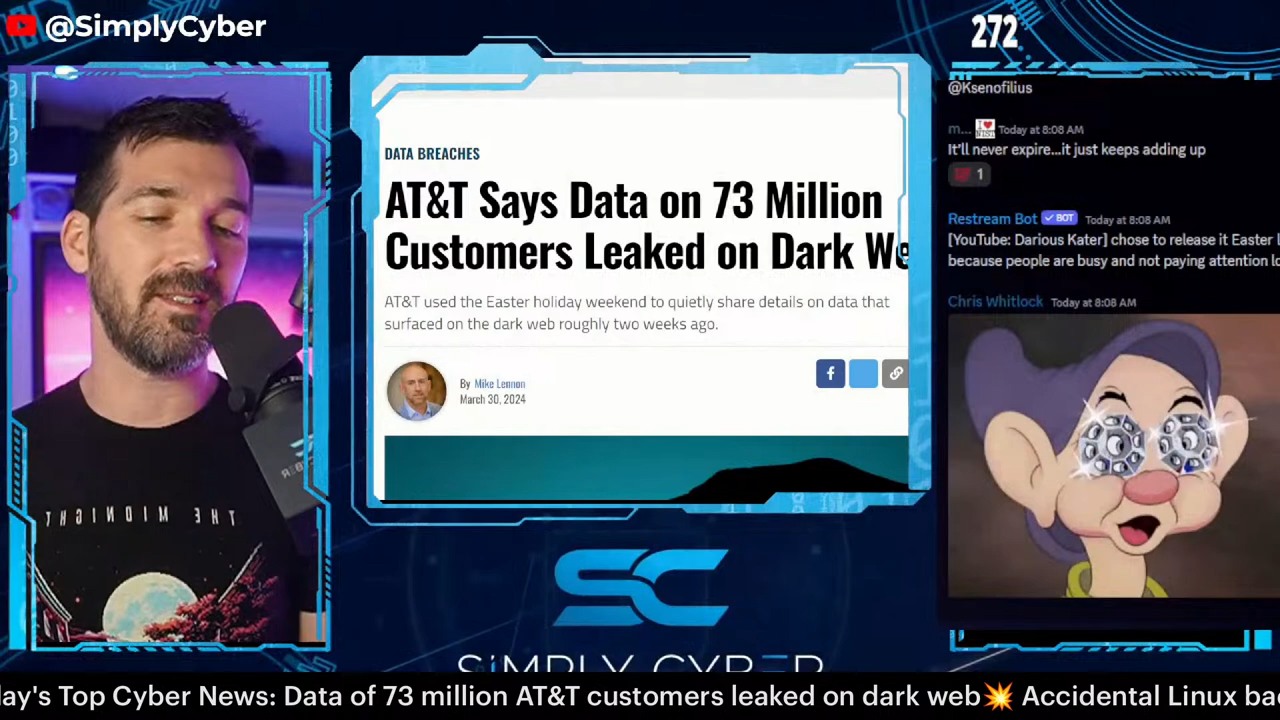 @SimplyCyber
272
DATA BREACHES
AT&T Says Data on 73 Million
Customers Leaked on Dark We
AT&T used the Easter holiday weekend to quietly share details on data that
surfaced on the dark web roughly two weeks ago.
By Mike Lennon
March 30, 2024
@Ksenofilius
m... Today at 8:08 AM
It'll never expire...it just keeps adding up
1
Restream Bot BOT Today at 8:08 AM
[YouTube: Darious Kater] chose to release it Easter
because people are busy and not paying attention
Chris Whitlock Today at 8:08 AM
THE MIDNIGHT
SC
SIMPLY CYBER
ay's Top Cyber News: Data of 73 million AT&T customers leaked on dark web💥 Accidental Linux ba